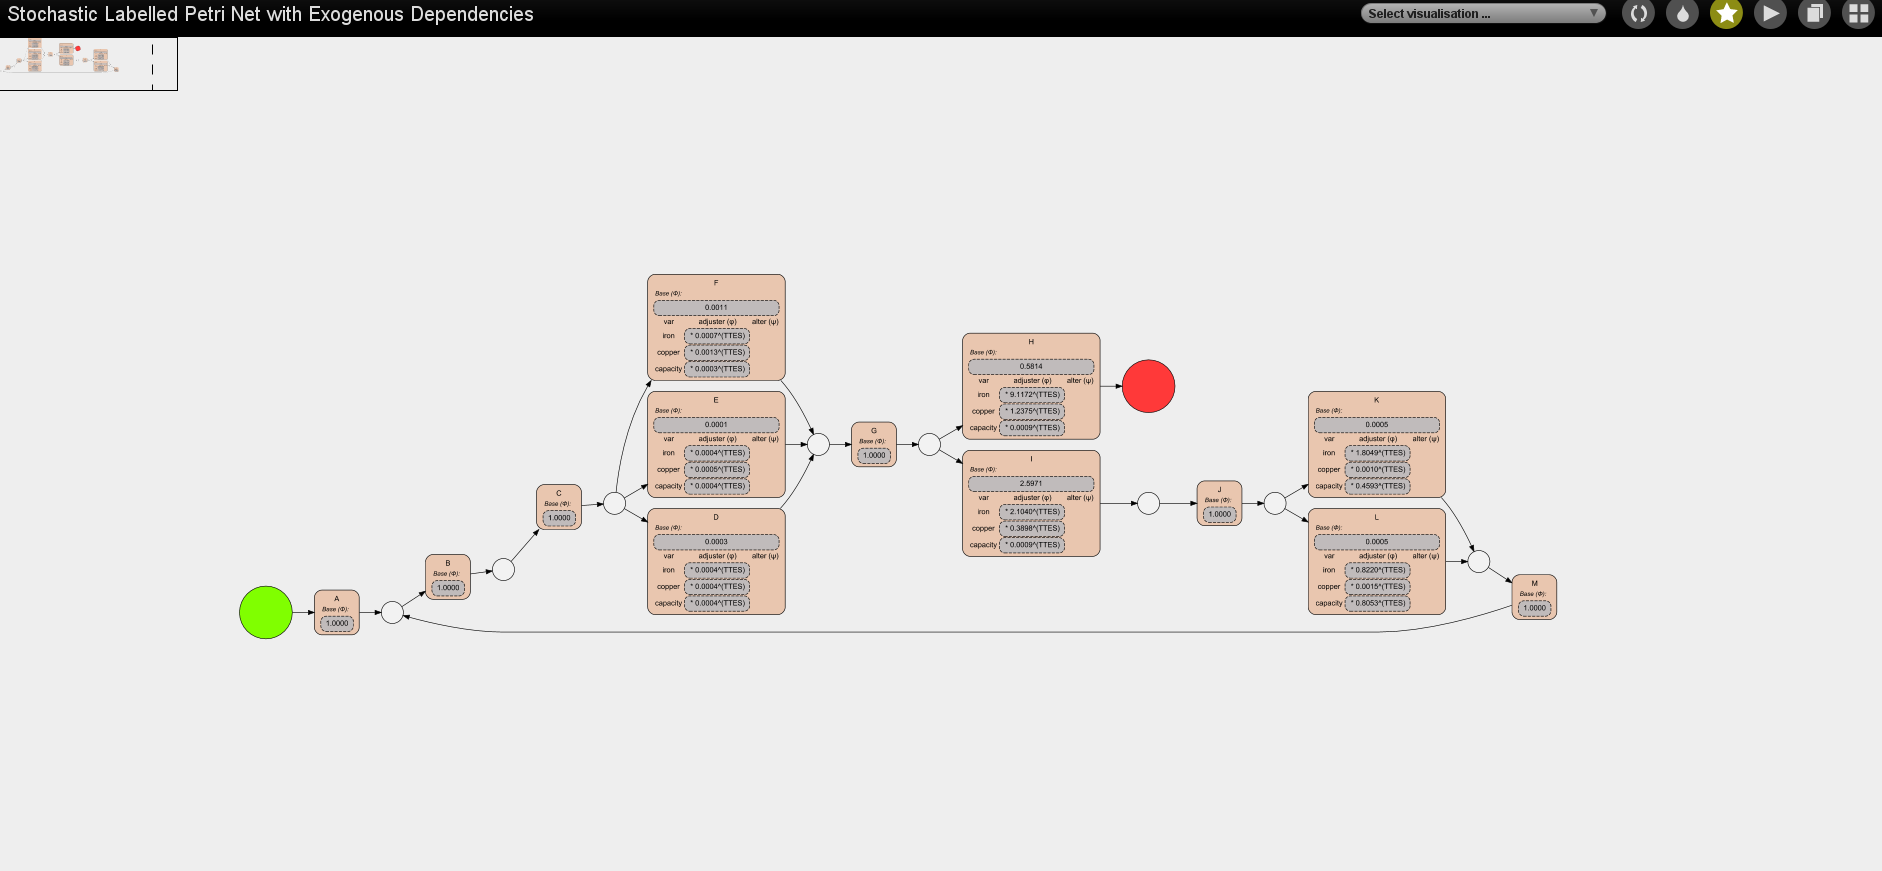 Stochastic Labelled Petri Net with Exogenous Dependencies
Select visualisation ...
F
Base (Φ):
0.0011
var adjuster (φ) alter (ψ)
iron * 0.0007^(TTES)
copper * 0.0013^(TTES)
capacity * 0.0003^(TTES)
E
Base (Φ):
0.0001
var adjuster (φ) alter (ψ)
iron * 0.0004^(TTES)
copper * 0.0005^(TTES)
capacity * 0.0004^(TTES)
D
Base (Φ):
0.0003
var adjuster (φ) alter (ψ)
iron * 0.0004^(TTES)
copper * 0.0004^(TTES)
capacity * 0.0004^(TTES)
C
Base (Φ):
1.0000
B
Base (Φ):
1.0000
A
Base (Φ):
1.0000
G
Base (Φ):
1.0000
H
Base (Φ):
0.5814
var adjuster (φ) alter (ψ)
iron * 9.1172^(TTES)
copper * 1.2375^(TTES)
capacity * 0.0009^(TTES)
I
Base (Φ):
2.5971
var adjuster (φ) alter (ψ)
iron * 2.1040^(TTES)
copper * 0.3898^(TTES)
capacity * 0.0009^(TTES)
J
Base (Φ):
1.0000
K
Base (Φ):
0.0005
var adjuster (φ) alter (ψ)
iron * 1.8049^(TTES)
copper * 0.0010^(TTES)
capacity * 0.4593^(TTES)
L
Base (Φ):
0.0005
var adjuster (φ) alter (ψ)
iron * 0.8220^(TTES)
copper * 0.0015^(TTES)
capacity * 0.8053^(TTES)
M
Base (Φ):
1.0000